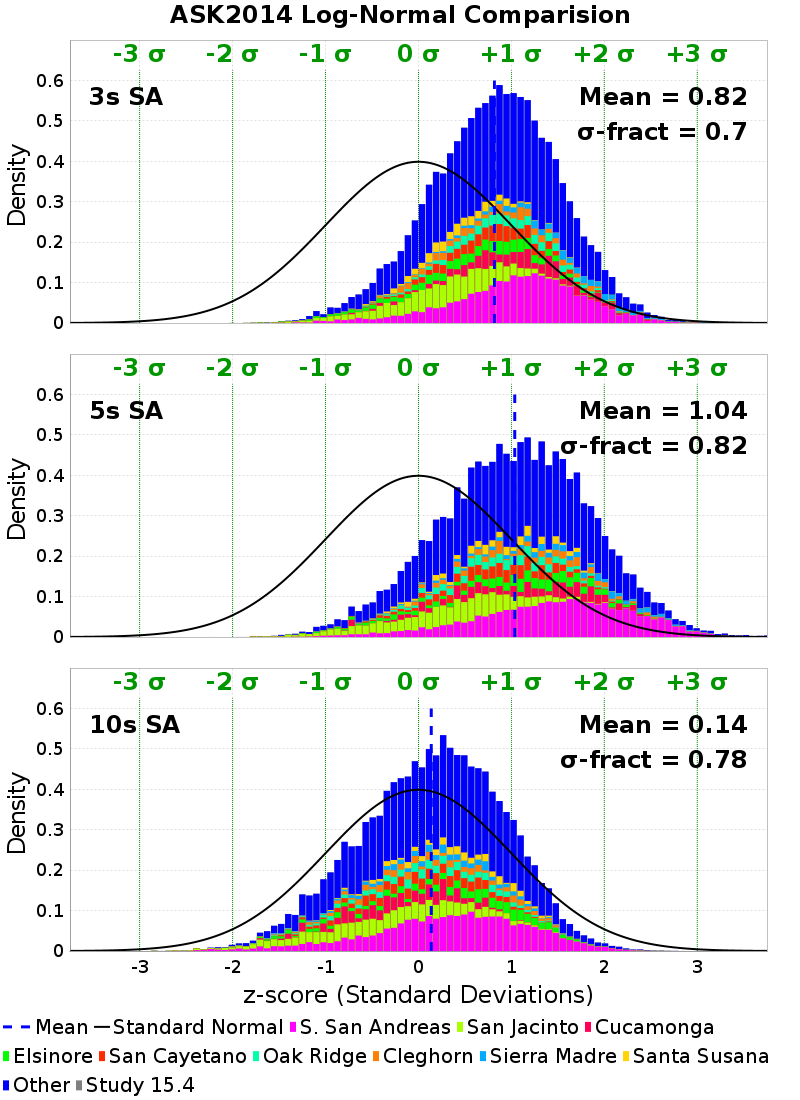 ASK2014 Log-Normal Comparision
-3 σ -2 σ -1 σ 0 σ +1 σ +2 σ +3 σ
3s SA
Mean = 0.82
σ-fract = 0.7
Density
0.6
0.5
0.4
0.3
0.2
0.1
0
-3 σ -2 σ -1 σ 0 σ +1 σ +2 σ +3 σ
5s SA
Mean = 1.04
σ-fract = 0.82
Density
0.6
0.5
0.4
0.3
0.2
0.1
0
-3 σ -2 σ -1 σ 0 σ +1 σ +2 σ +3 σ
10s SA
Mean = 0.14
σ-fract = 0.78
Density
0.6
0.5
0.4
0.3
0.2
0.1
0
-3 -2 -1 0 1 2 3
z-score (Standard Deviations)
Mean Standard Normal S. San Andreas San Jacinto Cucamonga
Elsinore San Cayetano Oak Ridge Cleghorn Sierra Madre Santa Susana
Other Study 15.4